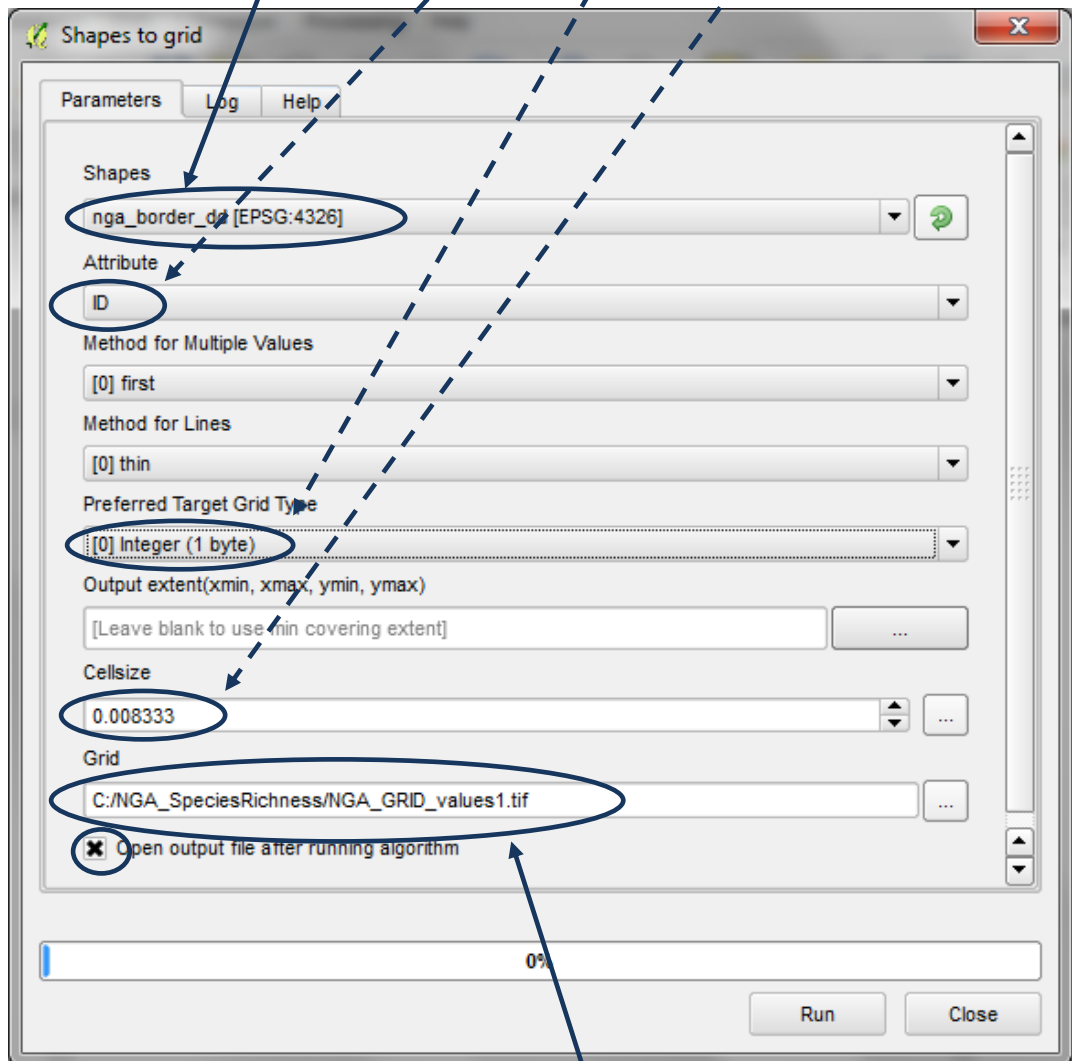 Shapes to grid
Parameters Log Help
Shapes
nga_border_dd [EPSG:4326]
Attribute
ID
Method for Multiple Values
[0] first
Method for Lines
[0] thin
Preferred Target Grid Type
[0] Integer (1 byte)
Output extent(xmin, xmax, ymin, ymax)
[Leave blank to use min covering extent] ...
Cellsize
0.008333 ...
Grid
C:/NGA_SpeciesRichness/NGA_GRID_values1.tif ...
Open output file after running algorithm
0%
Run Close